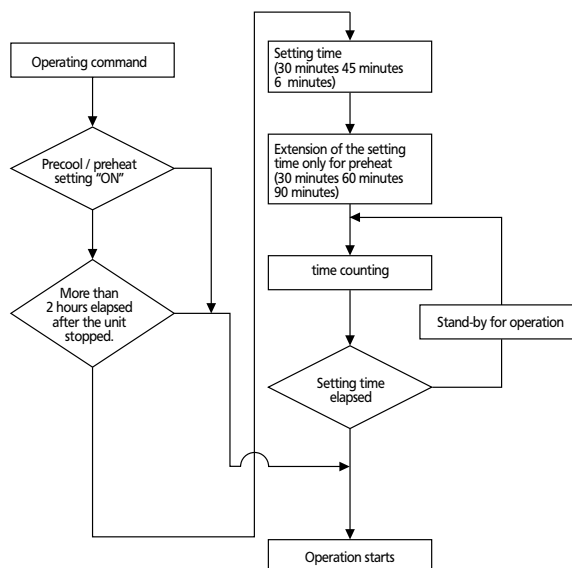 Operating command
Precool / preheat
setting “ON”
More than
2 hours elapsed
after the unit
stopped.
Setting time
(30 minutes 45 minutes
6 minutes)
Extension of the setting
time only for preheat
(30 minutes 60 minutes
90 minutes)
time counting
Stand-by for operation
Setting time
elapsed
Operation starts